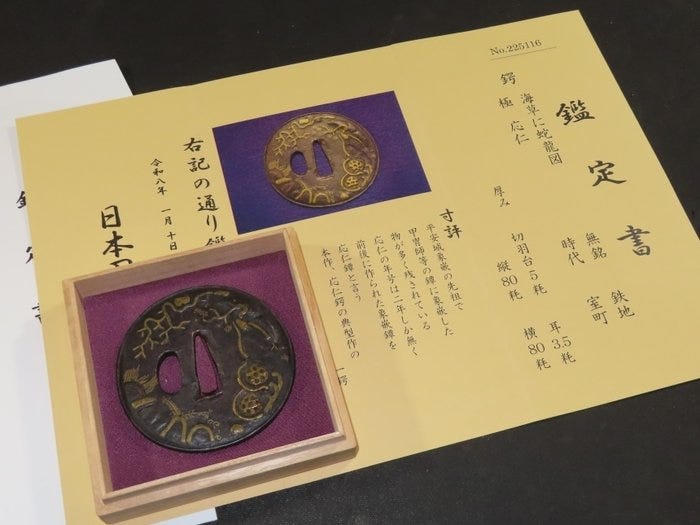 No.225116
鑑定書
鍔 海草に蛇龍図
極 応仁
無銘 鉄地
時代 室町
厚み 切羽台5粍 耳3.5粍
縦80粍 横80粍
寸評
平安城象嵌の先祖で
甲冑師等の鐔に象嵌した
物が多く残されている
応仁の年号は二年しか無く
前後に作られた象嵌鐔を
応仁鐔と言う
本作、応仁鍔の典型作の
一鍔
右記の通り鑑
令和八年 一月十日
日本